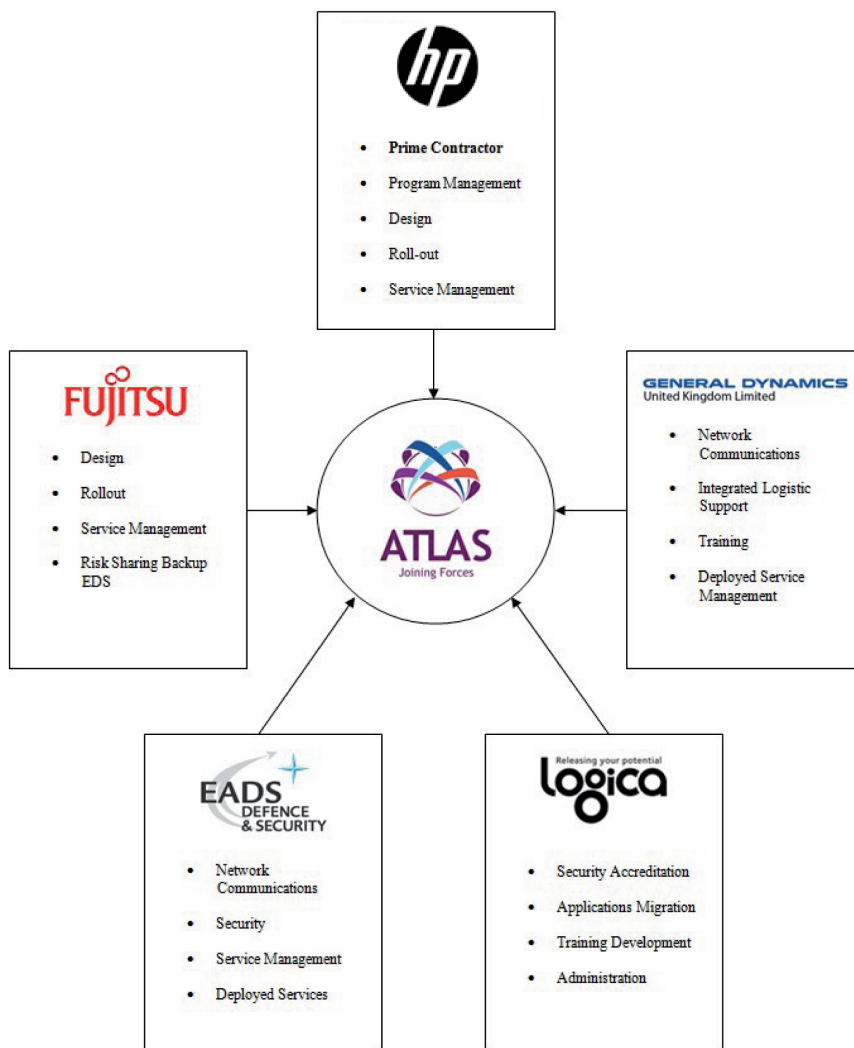 hp
• Prime Contractor
• Program Management
• Design
• Roll-out
• Service Management
FUJITSU
• Design
• Rollout
• Service Management
• Risk Sharing Backup
EDS
GENERAL DYNAMICS
United Kingdom Limited
• Network
Communications
• Integrated Logistic
Support
• Training
• Deployed Service
Management
ATLAS
Joining Forces
EADS
DEFENCE
& SECURITY
• Network
Communications
• Security
• Service Management
• Deployed Services
Releasing your potential
logica
• Security Accreditation
• Applications Migration
• Training Development
• Administration